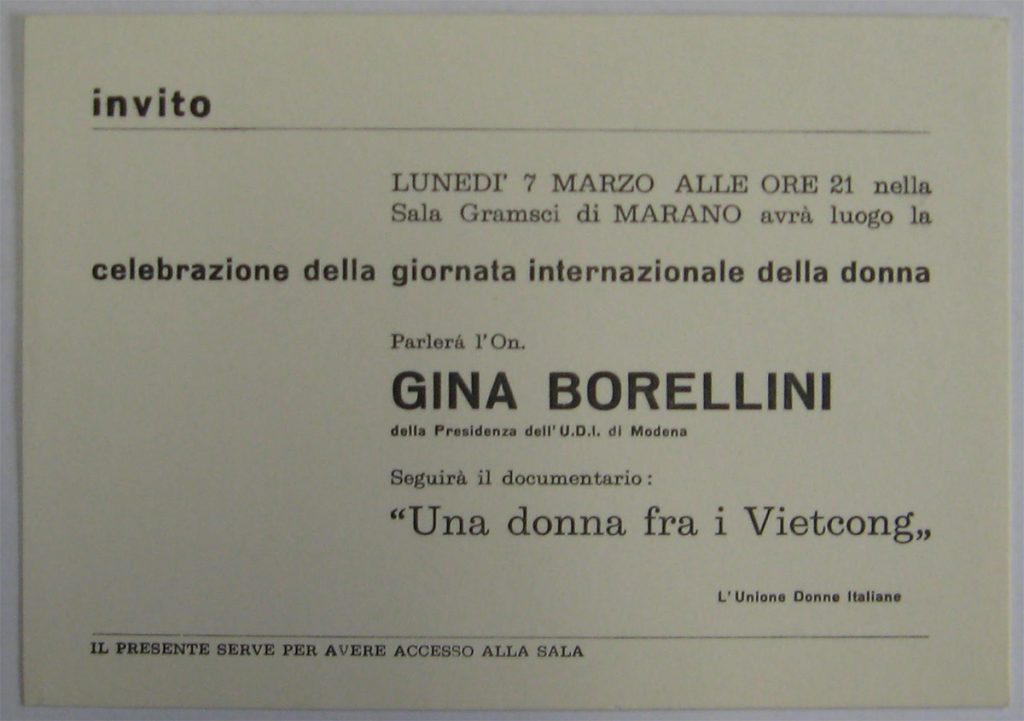 invito
LUNEDI' 7 MARZO ALLE ORE 21 nella
Sala Gramsci di MARANO avrà luogo la
celebrazione della giornata internazionale della donna
Parlerá l'On.
GINA BORELLINI
della Presidenza dell'U.D.I. di Modena
Seguirà il documentario:
“Una donna fra i Vietcong„
L'Unione Donne Italiane
IL PRESENTE SERVE PER AVERE ACCESSO ALLA SALA